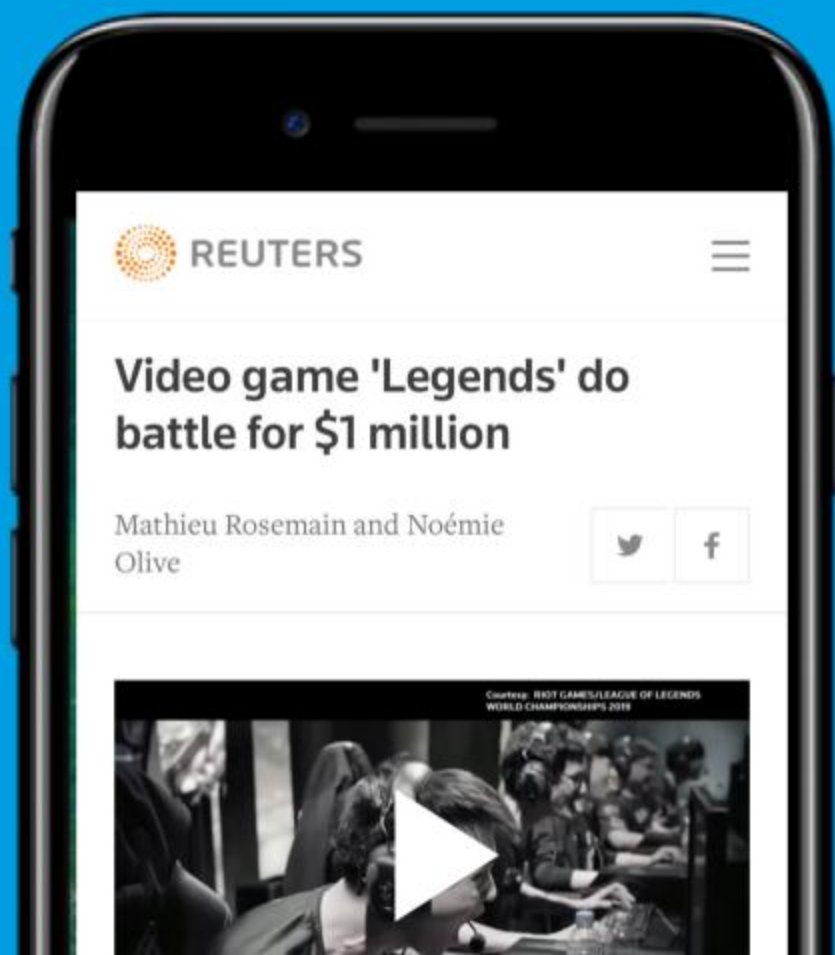 REUTERS
Video game 'Legends' do
battle for $1 million
Mathieu Rosemain and Noémie
Olive
Courtesy: RIOT GAMES/LEAGUE OF LEGENDS
WORLD CHAMPIONSHIPS 2019